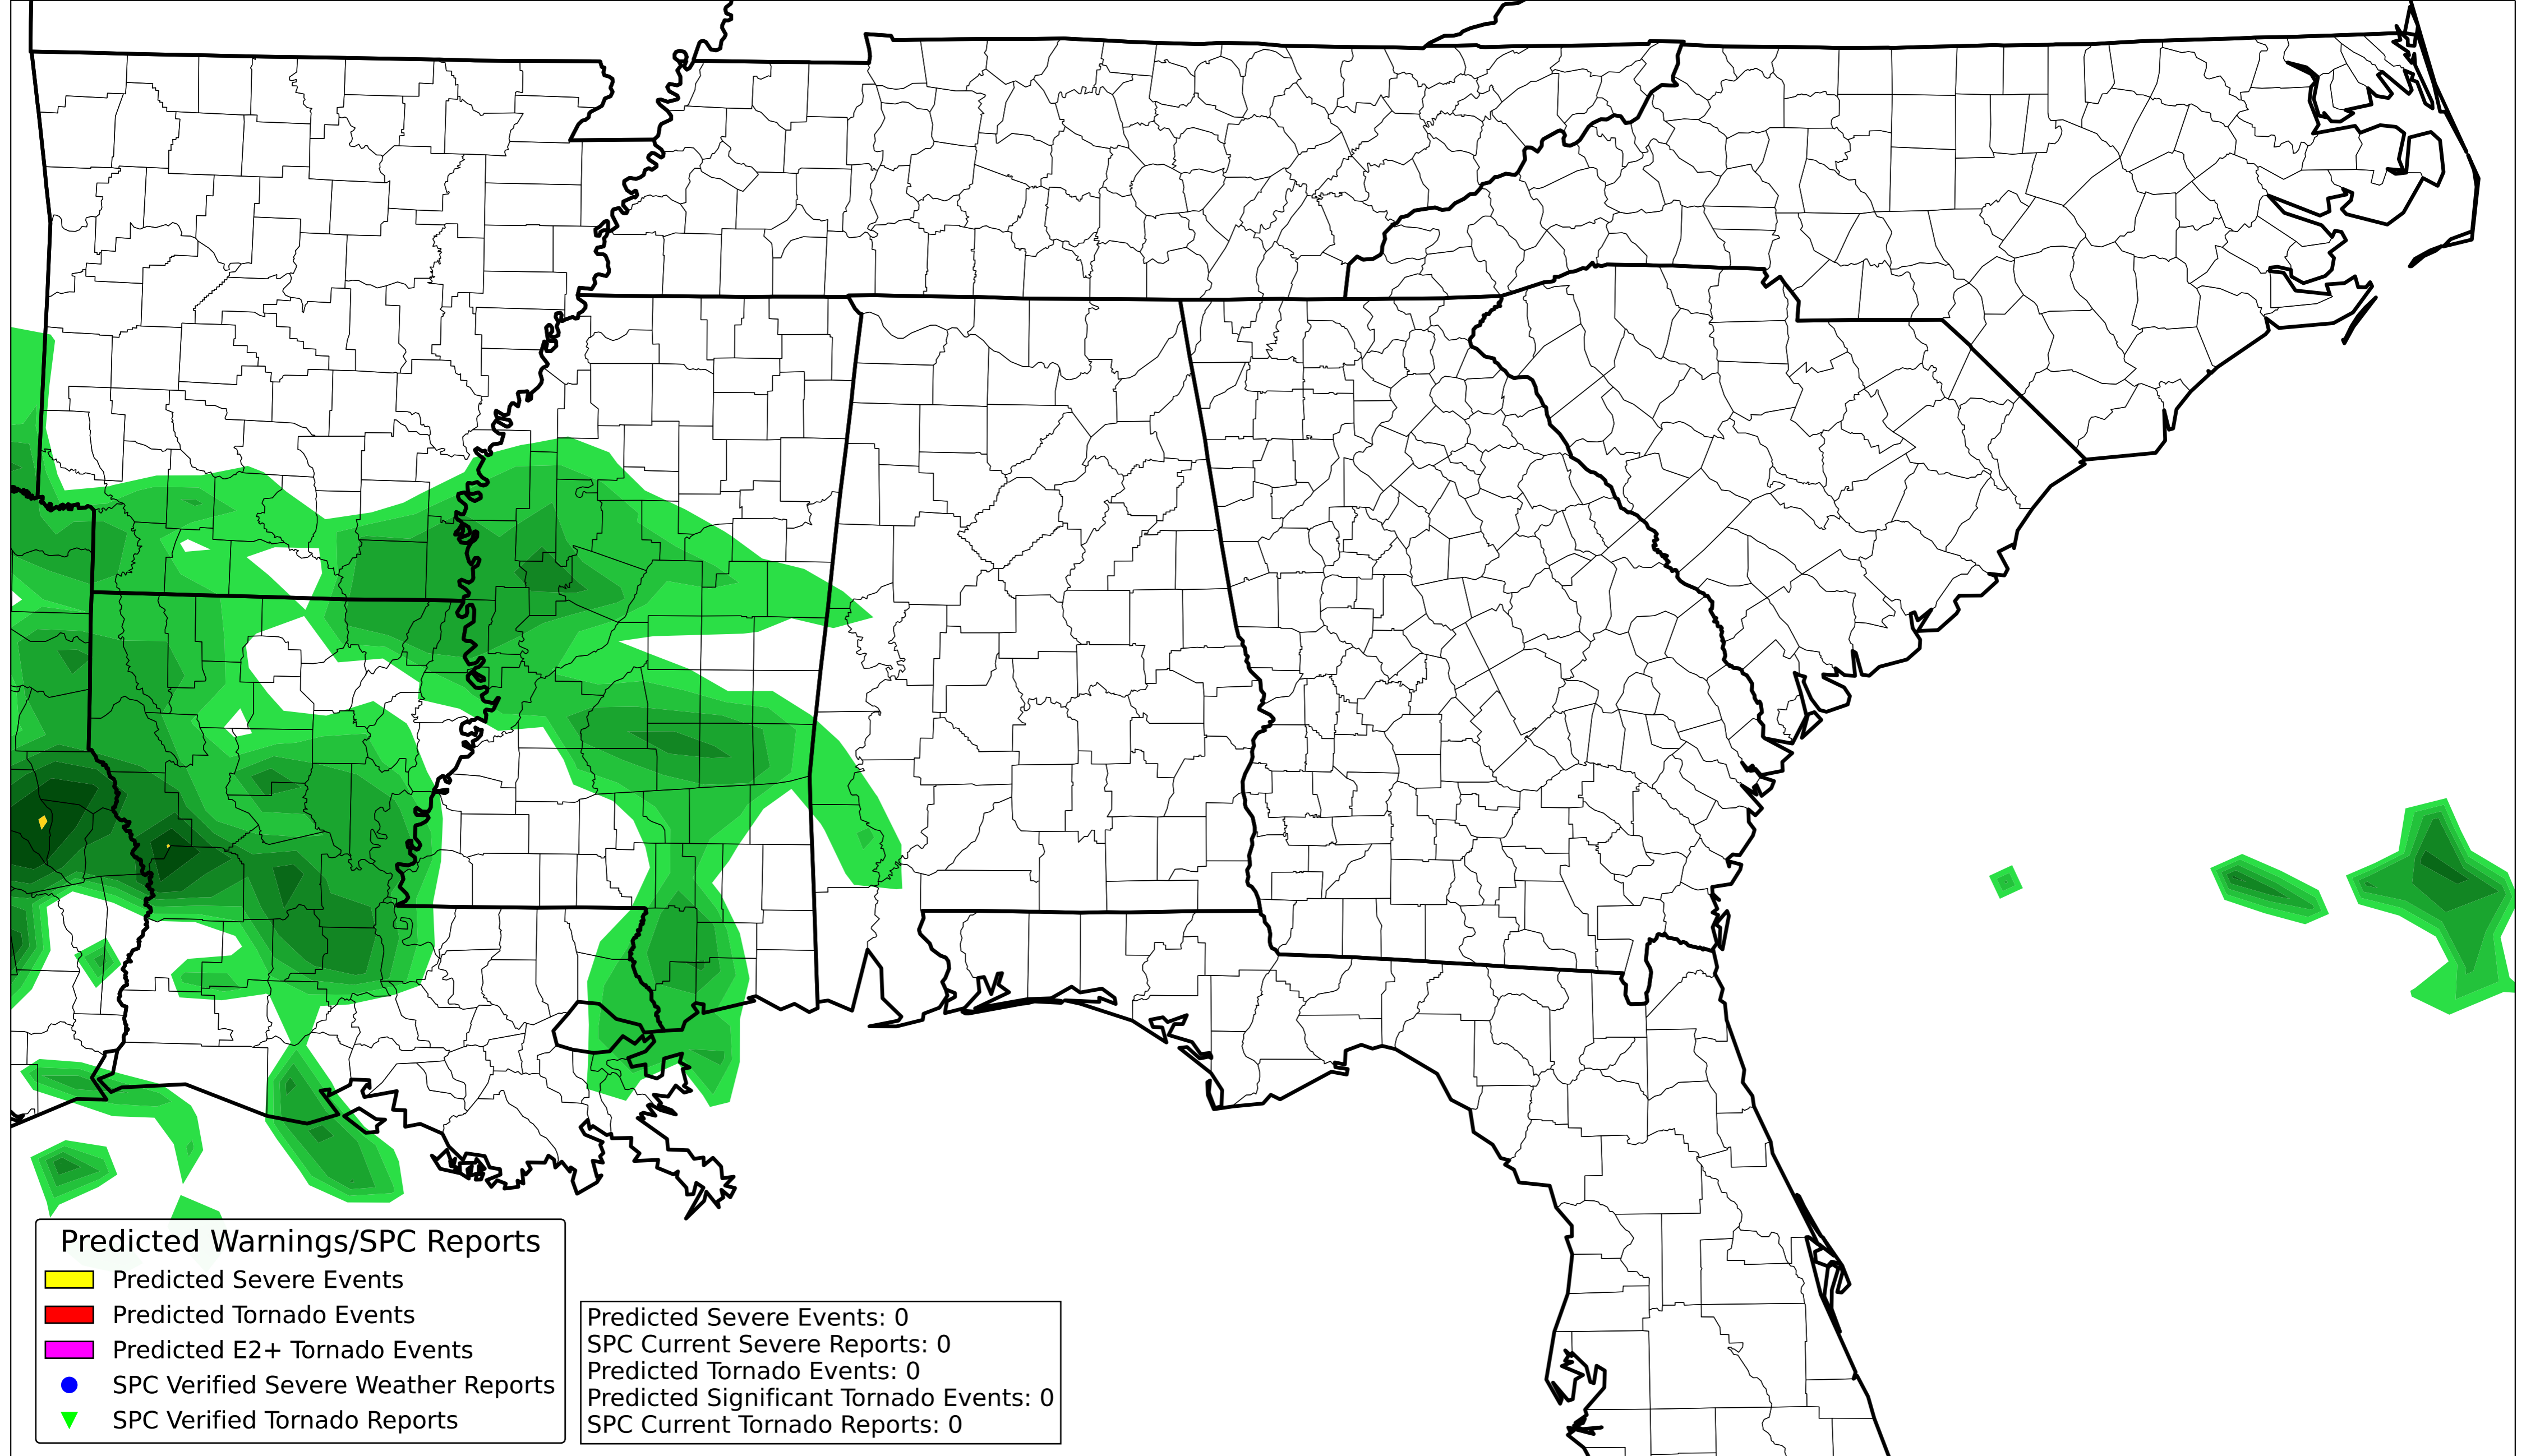 Predicted Warnings/SPC Reports
Predicted Severe Events
Predicted Tornado Events
Predicted E2+ Tornado Events
SPC Verified Severe Weather Reports
SPC Verified Tornado Reports
Predicted Severe Events: 0
SPC Current Severe Reports: 0
Predicted Tornado Events: 0
Predicted Significant Tornado Events: 0
SPC Current Tornado Reports: 0